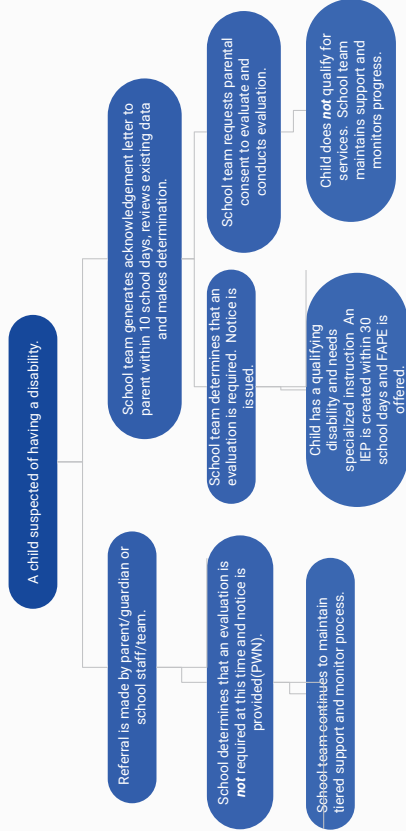 A child suspected of having a disability.
Referral is made by parent/guardian or
school staff/team.
School team generates acknowledgement letter to
parent within 10 school days, reviews existing data
and makes determination.
School determines that an evaluation is
not required at this time and notice is
provided(PWN).
School team determines that an
evaluation is required. Notice is
issued.
School team requests parental
consent to evaluate and
conducts evaluation.
School team continues to maintain
tiered support and monitor process.
Child has a qualifying
disability and needs
specialized instruction An
IEP is created within 30
school days and FAPE is
offered.
Child does not qualify for
services. School team
maintains support and
monitors progress.